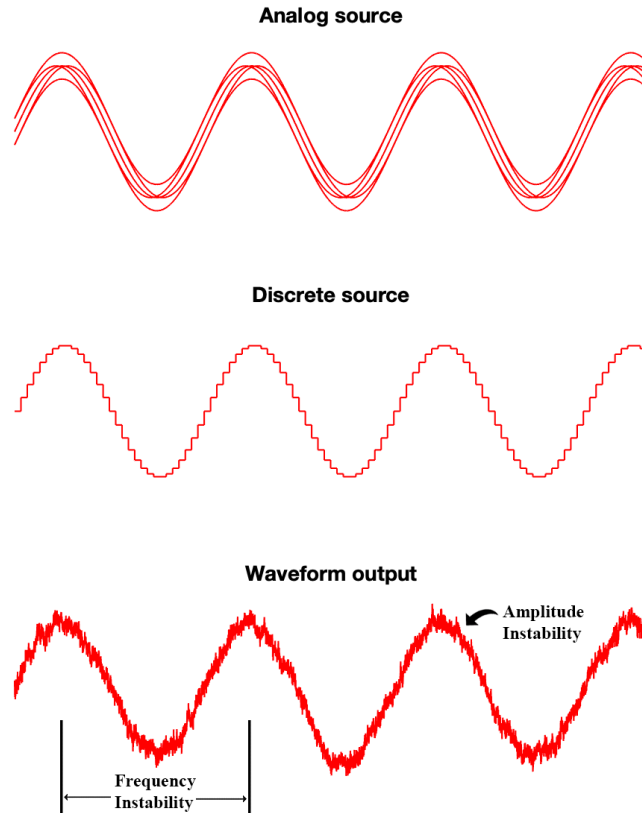 Analog source
Discrete source
Waveform output
Amplitude
Instability
Frequency
Instability